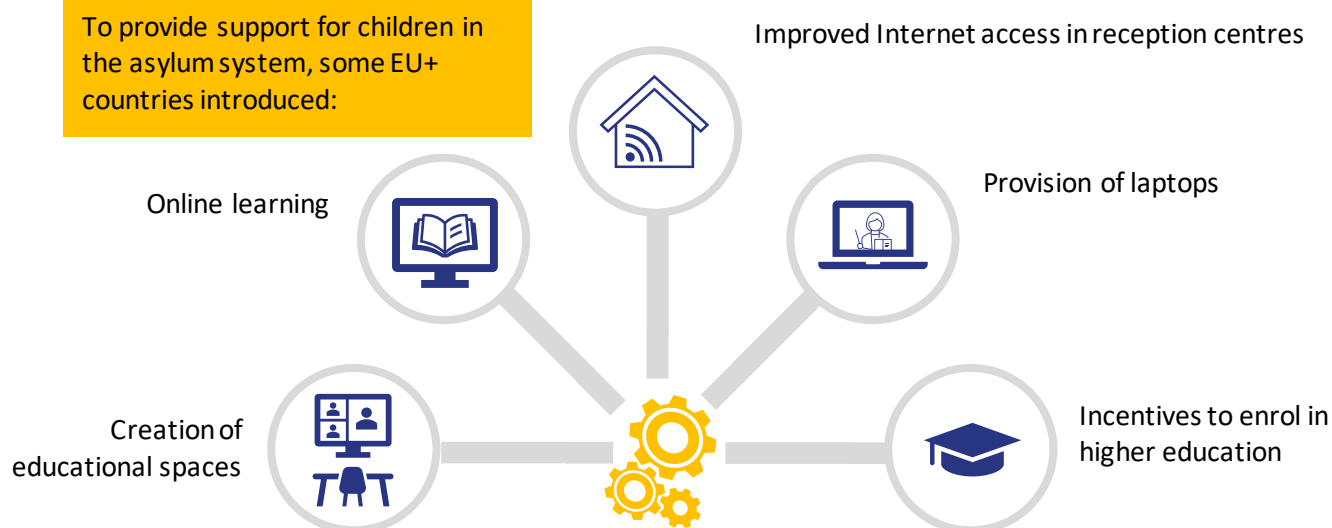 To provide support for children in
the asylum system, some EU+
countries introduced:
Improved Internet access in reception centres
Online learning
Provision of laptops
Creation of
educational spaces
Incentives to enrol in
higher education